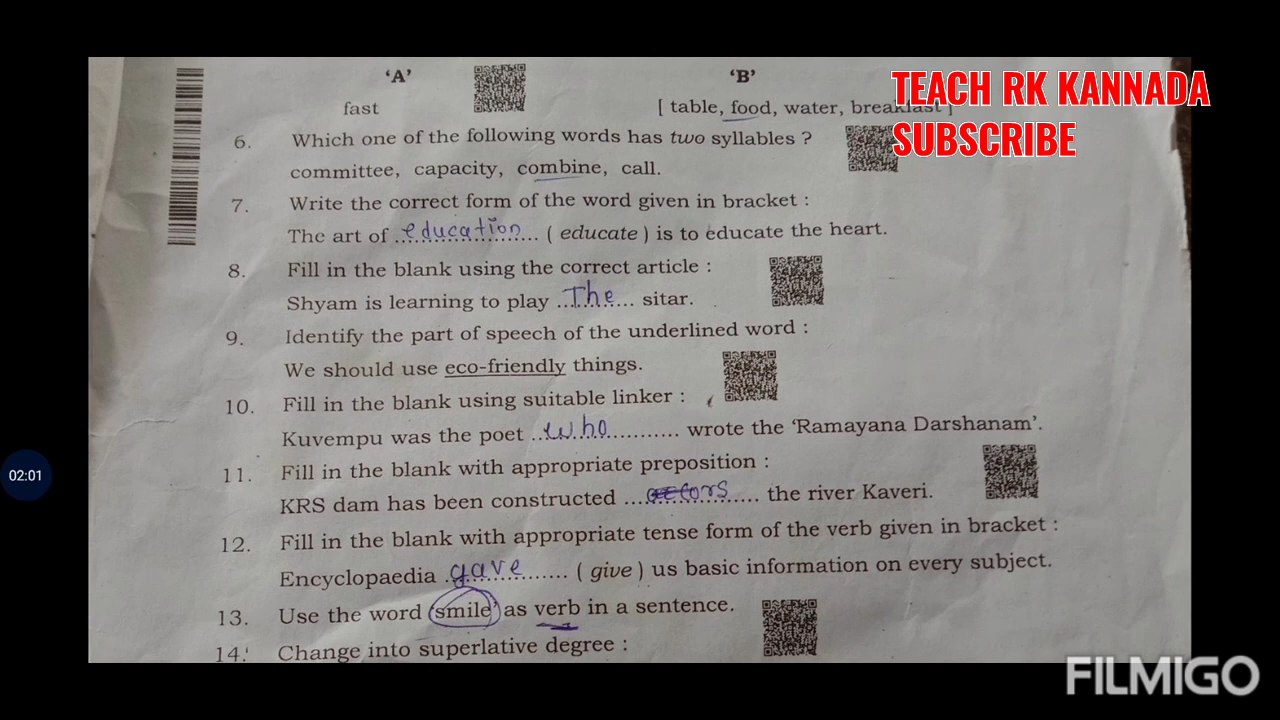 'A' 'B'
TEACH RK KANNADA
fast [ table, food, water, breakfast ]
SUBSCRIBE
6. Which one of the following words has two syllables ?
committee, capacity, combine, call.
7. Write the correct form of the word given in bracket :
The art of education ( educate ) is to educate the heart.
8. Fill in the blank using the correct article :
Shyam is learning to play ...The... sitar.
9. Identify the part of speech of the underlined word :
We should use eco-friendly things.
10. Fill in the blank using suitable linker :
Kuvempu was the poet ...who... wrote the 'Ramayana Darshanam'.
11. Fill in the blank with appropriate preposition :
KRS dam has been constructed ...... the river Kaveri.
12. Fill in the blank with appropriate tense form of the verb given in bracket :
Encyclopaedia gave ( give ) us basic information on every subject.
02:01
13. Use the word 'smile' as verb in a sentence.
14. Change into superlative degree :
FILMIGO